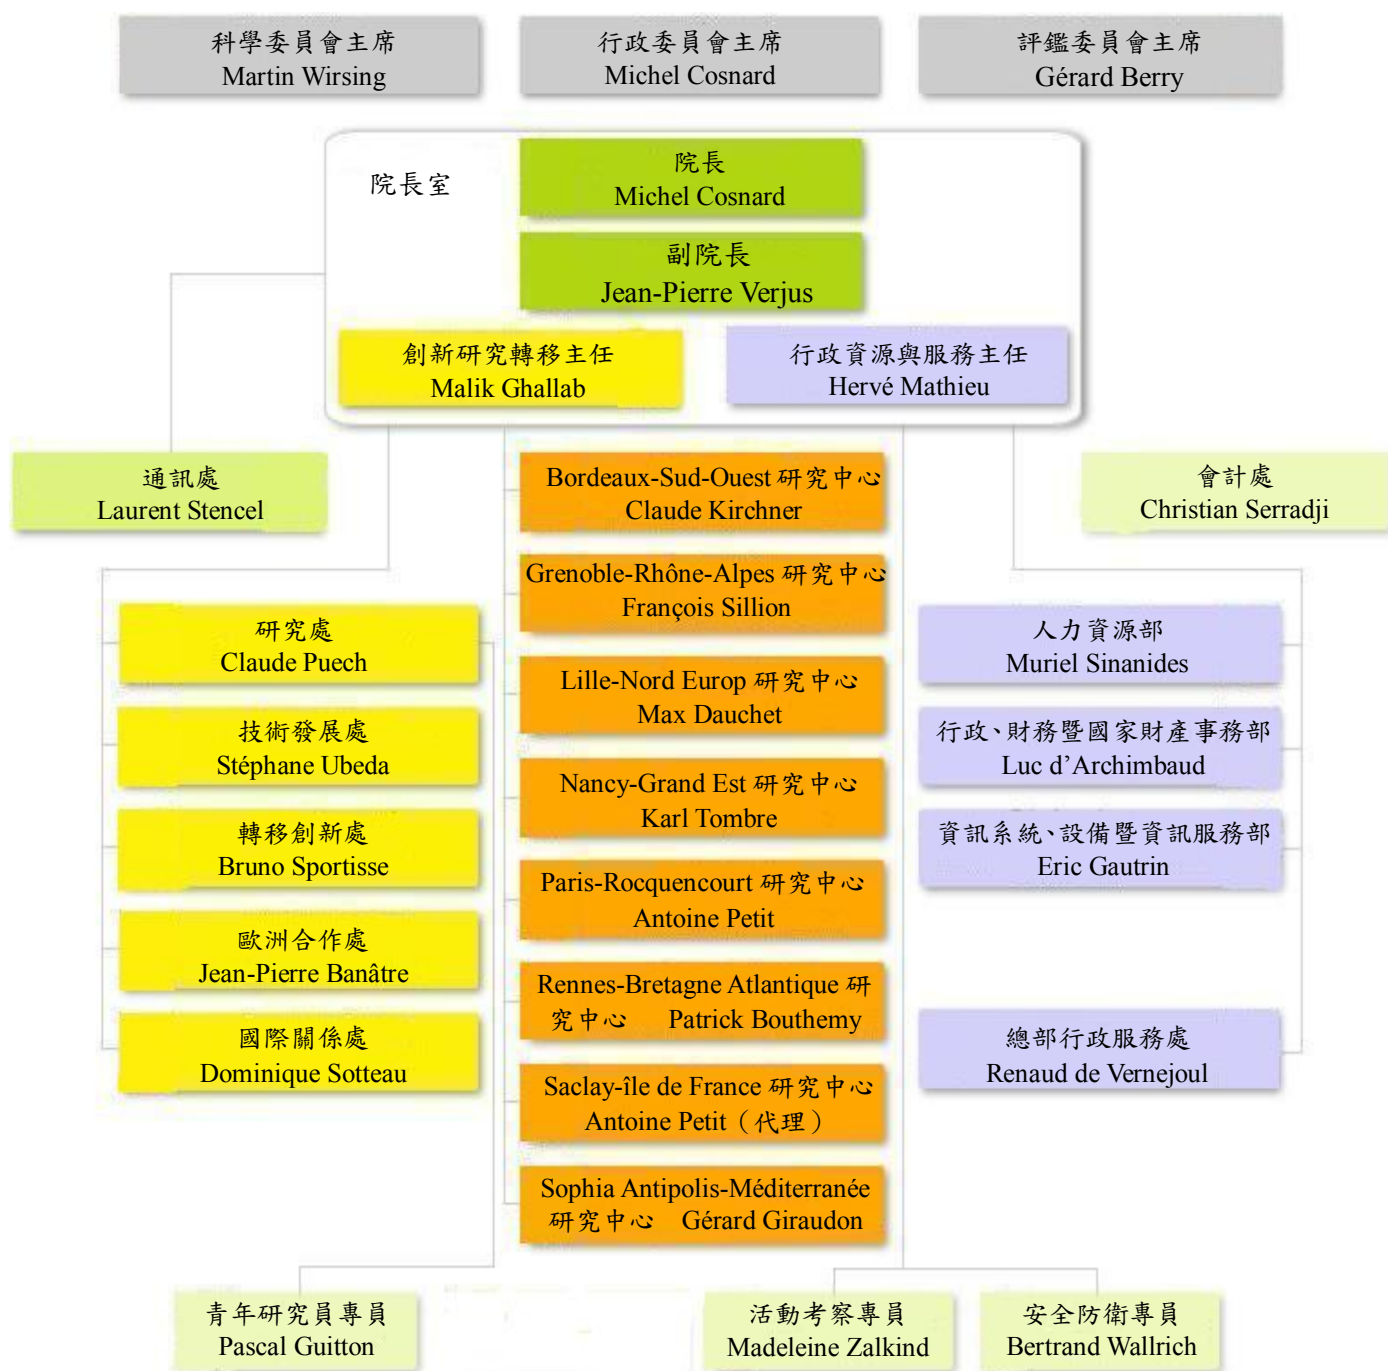 科學委員會主席
Martin Wirsing
行政委員會主席
Michel Cosnard
評鑑委員會主席
Gérard Berry
院長室
院長
Michel Cosnard
副院長
Jean-Pierre Verjus
創新研究轉移主任
Malik Ghallab
行政資源與服務主任
Hervé Mathieu
通訊處
Laurent Stencel
會計處
Christian Serradji
研究處
Claude Puech
技術發展處
Stéphane Ubeda
轉移創新處
Bruno Sportisse
歐洲合作處
Jean-Pierre Banâtre
國際關係處
Dominique Sotteau
Bordeaux-Sud-Ouest 研究中心
Claude Kirchner
Grenoble-Rhône-Alpes 研究中心
François Sillion
Lille-Nord Europ 研究中心
Max Dauchet
Nancy-Grand Est 研究中心
Karl Tombre
Paris-Rocquencourt 研究中心
Antoine Petit
Rennes-Bretagne Atlantique 研
究中心 Patrick Bouthemy
Saclay-île de France 研究中心
Antoine Petit（代理）
Sophia Antipolis-Méditerranée
研究中心 Gérard Giraudon
人力資源部
Muriel Sinanides
行政、財務暨國家財產事務部
Luc d’Archimbaud
資訊系統、設備暨資訊服務部
Eric Gautrin
總部行政服務處
Renaud de Vernejoul
青年研究員專員
Pascal Guitton
活動考察專員
Madeleine Zalkind
安全防衛專員
Bertrand Wallrich